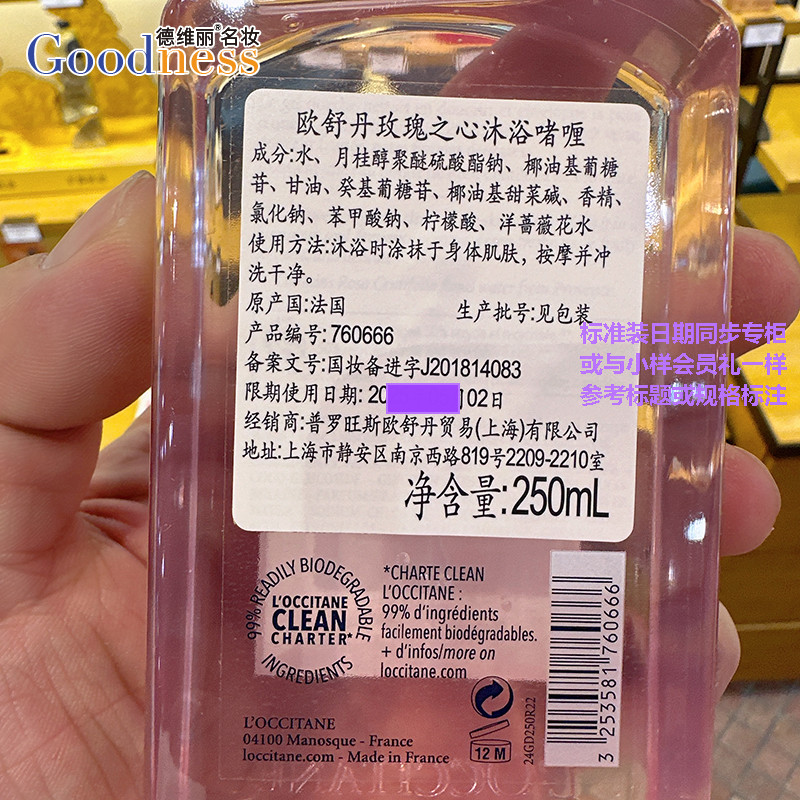 德维丽®名妆
Goodness
欧舒丹玫瑰之心沐浴啫喱
成分:水、月桂醇聚醚硫酸酯钠、椰油基葡糖
苷、甘油、癸基葡糖苷、椰油基甜菜碱、香精、
氯化钠、苯甲酸钠、柠檬酸、洋蔷薇花水
使用方法:沐浴时涂抹于身体肌肤，按摩并冲
洗干净。
原产国:法国 生产批号:见包装
产品编号:760666
备案文号:国妆备进字J201814083
限期使用日期: 20 月02日
经销商:普罗旺斯欧舒丹贸易(上海)有限公司
地址:上海市静安区南京西路819号2209-2210室
净含量:250mL
标准装日期同步专柜
或与小样会员礼一样
参考标题或规格标注
99% READILY BIODEGRADABLE
L'OCCITANE
CLEAN
CHARTER*
INGREDIENTS
*CHARTE CLEAN
L'OCCITANE :
99% d'ingrédients
facilement biodégradables.
+ d'infos/more on
loccitane.com
L'OCCITANE
04100 Manosque - France
loccitane.com - Made in France
12 M
24GD250R22
3 253581 760666